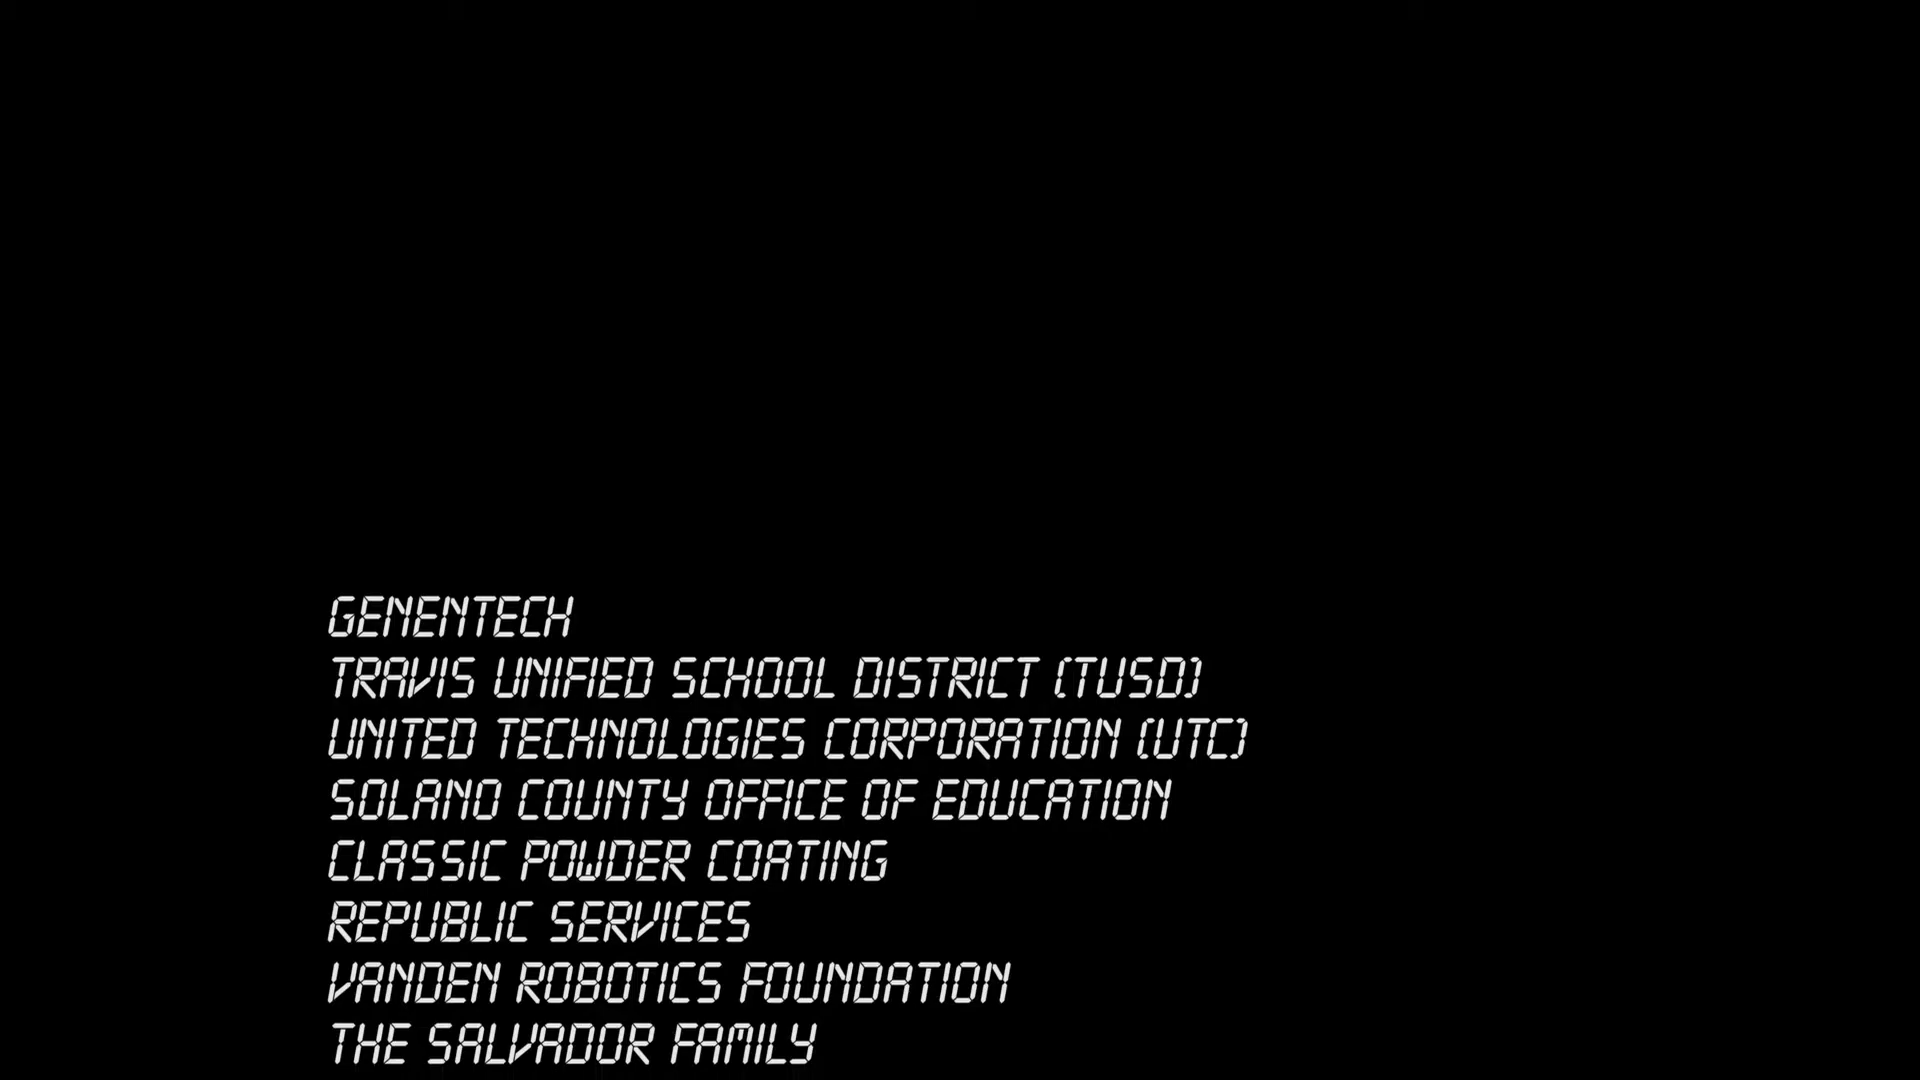 GENENTECH
TRAVIS UNIFIED SCHOOL DISTRICT (TUSD)
UNITED TECHNOLOGIES CORPORATION (UTC)
SOLANO COUNTY OFFICE OF EDUCATION
CLASSIC POWDER COATING
REPUBLIC SERVICES
VANDEN ROBOTICS FOUNDATION
THE SALVADOR FAMILY